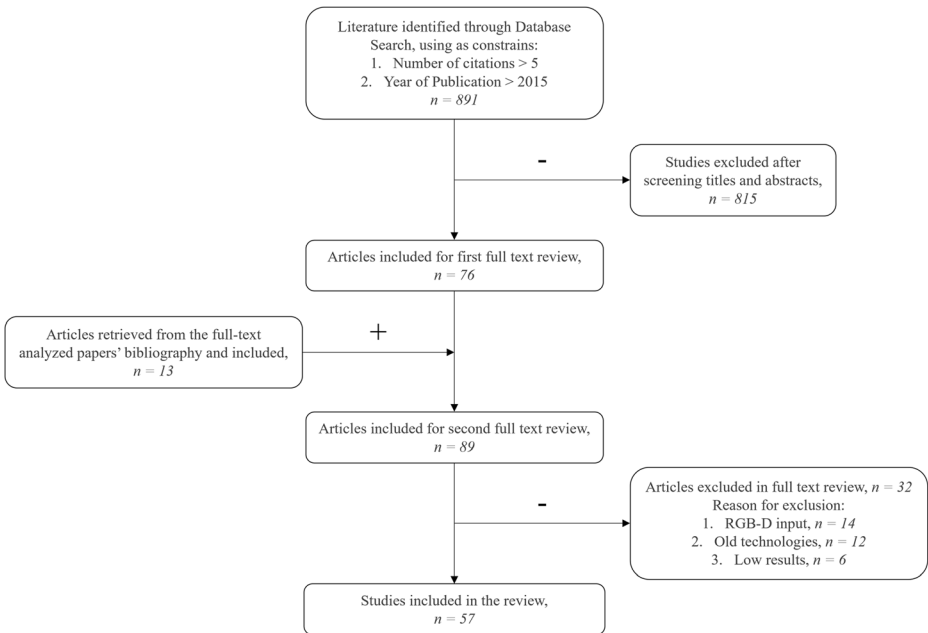 Literature identified through Database
Search, using as constrains:
1. Number of citations > 5
2. Year of Publication > 2015
n = 891
-
Studies excluded after
screening titles and abstracts,
n = 815
Articles included for first full text review,
n = 76
Articles retrieved from the full-text
analyzed papers' bibliography and included,
n = 13
+
Articles included for second full text review,
n = 89
-
Articles excluded in full text review, n = 32
Reason for exclusion:
1. RGB-D input, n = 14
2. Old technologies, n = 12
3. Low results, n = 6
Studies included in the review,
n = 57